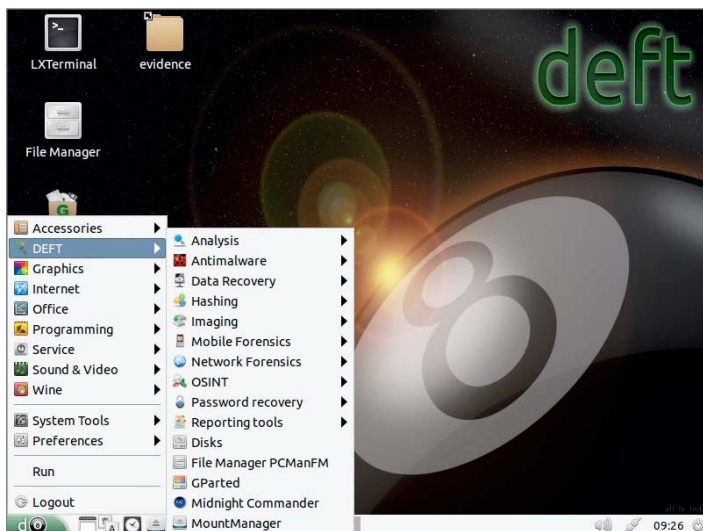 LXTerminal
evidence
deft
File Manager
Accessories
DEFT
Graphics
Internet
Office
Programming
Service
Sound & Video
Wine
System Tools
Preferences
Run
Logout
Analysis
Antimalware
Data Recovery
Hashing
Imaging
Mobile Forensics
Network Forensics
OSINT
Password recovery
Reporting tools
Disks
File Manager PCManFM
GParted
Midnight Commander
MountManager
8
09:26